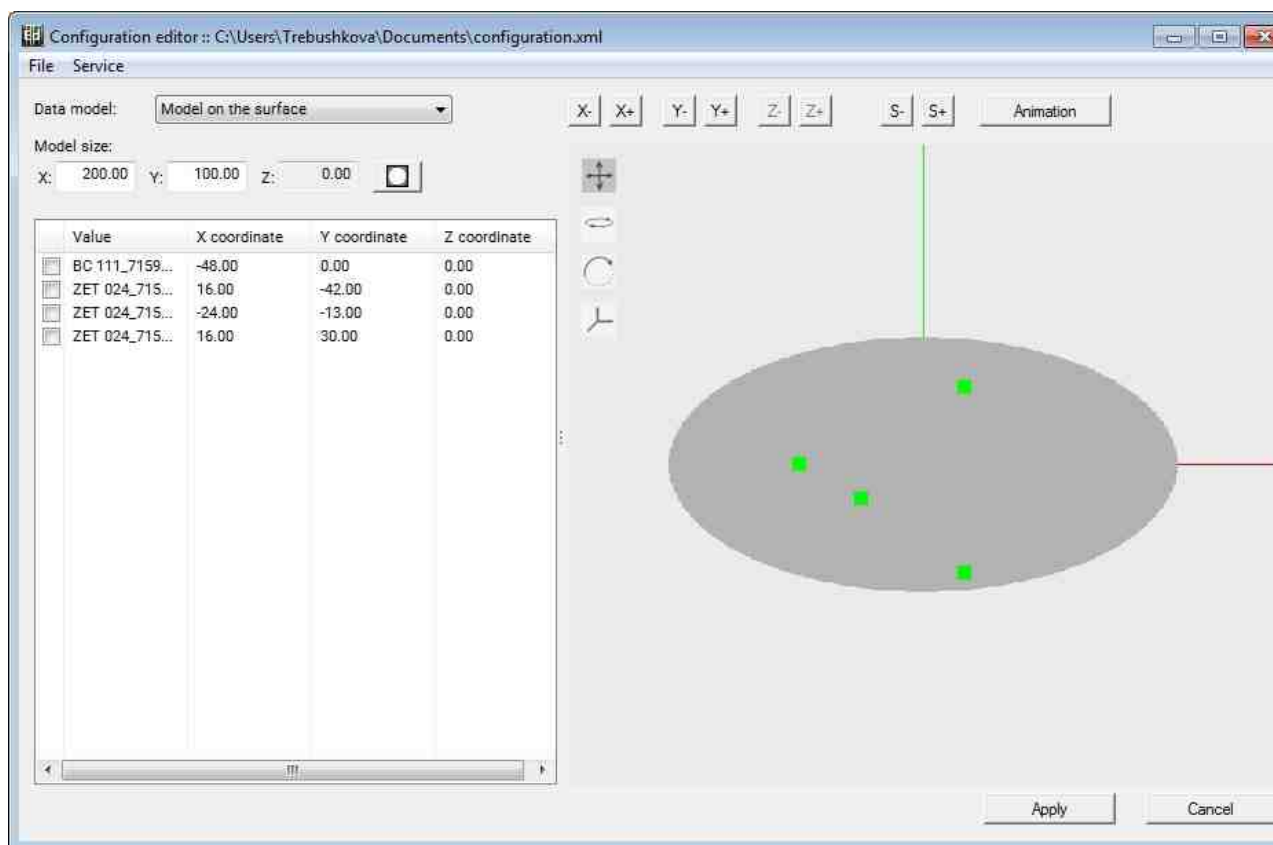 Configuration editor :: C:\Users\Trebushkova\Documents\configuration.xml
File Service
Data model: Model on the surface X- X+ Y- Y+ Z- Z+ S- S+ Animation
Model size:
X: 200.00 Y: 100.00 Z: 0.00
Value X coordinate Y coordinate Z coordinate
BC 111_7159... -48.00 0.00 0.00
ZET 024_715... 16.00 -42.00 0.00
ZET 024_715... -24.00 -13.00 0.00
ZET 024_715... 16.00 30.00 0.00
Apply Cancel